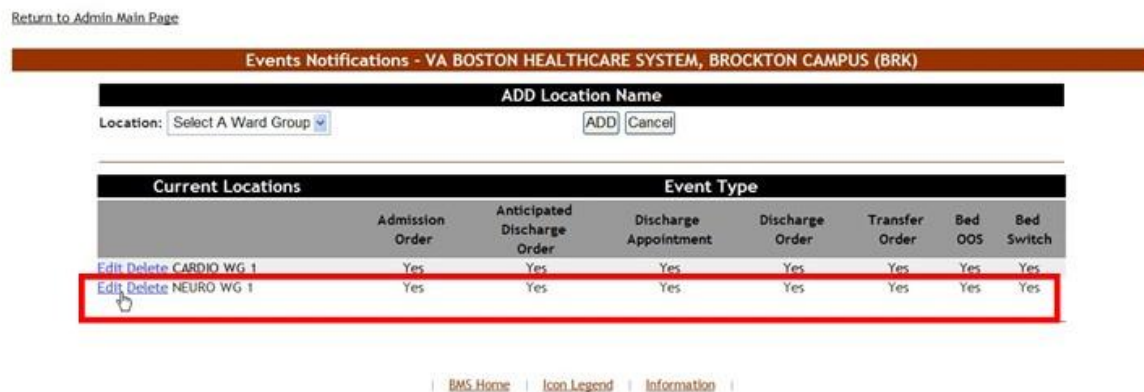 Return to Admin Main Page
Events Notifications - VA BOSTON HEALTHCARE SYSTEM, BROCKTON CAMPUS (BRK)
ADD Location Name
Location: Select A Ward Group ADD Cancel
Current Locations Event Type
Admission Order Anticipated Discharge Order Discharge Appointment Discharge Order Transfer Order Bed OOS Bed Switch
Edit Delete CARDIO WG 1 Yes Yes Yes Yes Yes Yes Yes
Edit Delete NEURO WG 1 Yes Yes Yes Yes Yes Yes Yes
| BMS Home | Icon Legend | Information |